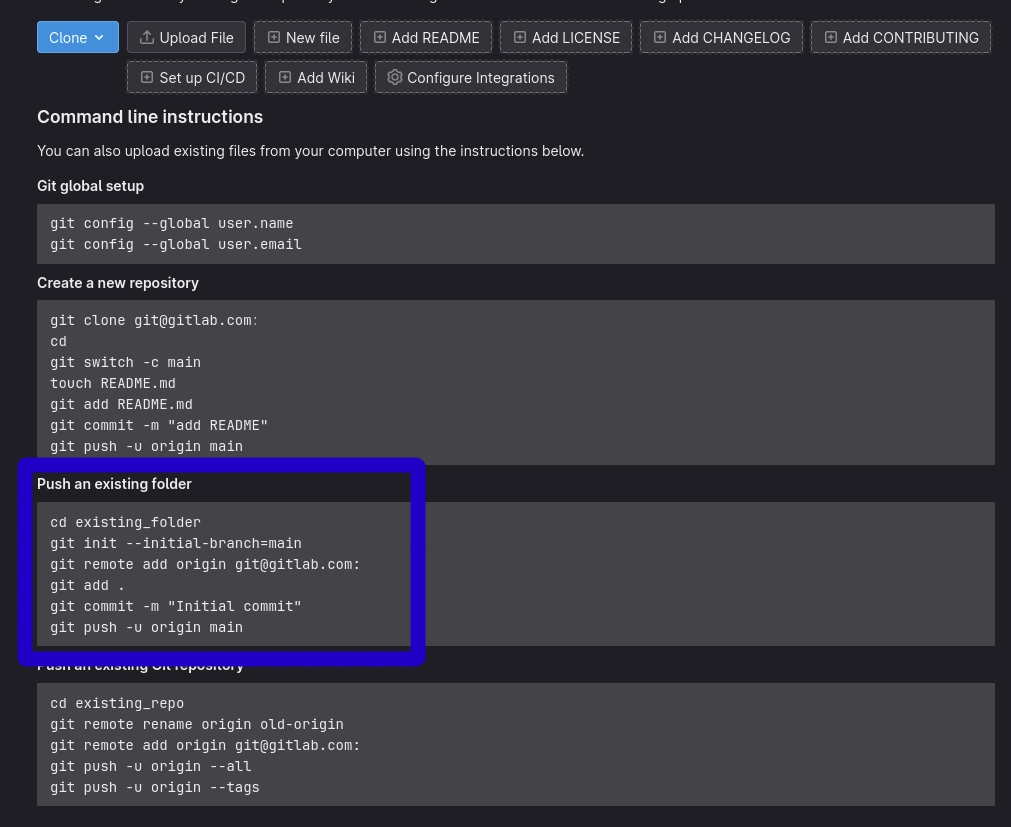 Clone
Upload File
New file
Add README
Add LICENSE
Add CHANGELOG
Add CONTRIBUTING
Set up CI/CD
Add Wiki
Configure Integrations
Command line instructions
You can also upload existing files from your computer using the instructions below.
Git global setup
git config --global user.name
git config --global user.email
Create a new repository
git clone git@gitlab.com:
cd
git switch -c main
touch README.md
git add README.md
git commit -m "add README"
git push -u origin main
Push an existing folder
cd existing_folder
git init --initial-branch=main
git remote add origin git@gitlab.com:
git add .
git commit -m "Initial commit"
git push -u origin main
Push an existing Git repository
cd existing_repo
git remote rename origin old-origin
git remote add origin git@gitlab.com:
git push -u origin --all
git push -u origin --tags